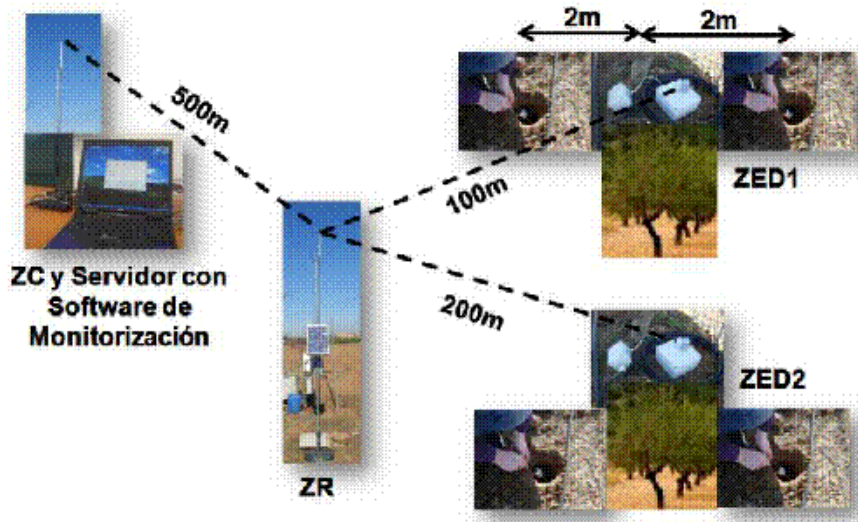 2m
2m
500m
100m
ZED1
ZC y Servidor con
Software de
Monitorización
200m
ZED2
ZR